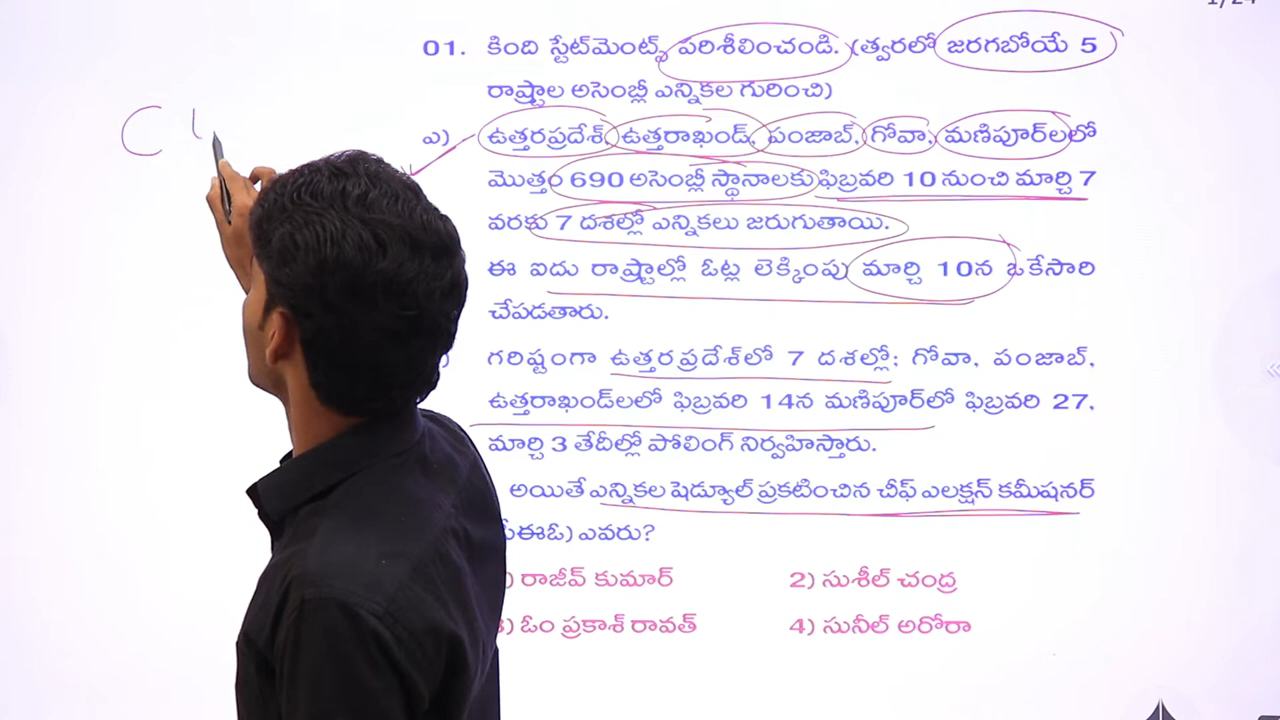 1/24
01. కింది స్టేట్‌మెంట్స్ పరిశీలించండి. (త్వరలో జరగబోయే 5
రాష్ట్రాల అసెంబ్లీ ఎన్నికల గురించి)
ఎ) ఉత్తరప్రదేశ్, ఉత్తరాఖండ్, పంజాబ్, గోవా, మణిపూర్‌లలో
మొత్తం 690 అసెంబ్లీ స్థానాలకు ఫిబ్రవరి 10 నుంచి మార్చి 7
వరకు 7 దశల్లో ఎన్నికలు జరుగుతాయి.
ఈ ఐదు రాష్ట్రాల్లో ఓట్ల లెక్కింపు మార్చి 10న ఒకేసారి
చేపడతారు.
గరిష్టంగా ఉత్తరప్రదేశ్‌లో 7 దశల్లో; గోవా, పంజాబ్,
ఉత్తరాఖండ్‌లలో ఫిబ్రవరి 14న మణిపూర్‌లో ఫిబ్రవరి 27,
మార్చి 3 తేదీల్లో పోలింగ్ నిర్వహిస్తారు.
అయితే ఎన్నికల షెడ్యూల్ ప్రకటించిన చీఫ్ ఎలక్షన్ కమీషనర్
ఎవరు?
రాజీవ్ కుమార్ 2) సుశీల్ చంద్ర
3) ఓం ప్రకాశ్ రావత్ 4) సునీల్ అరోరా
C